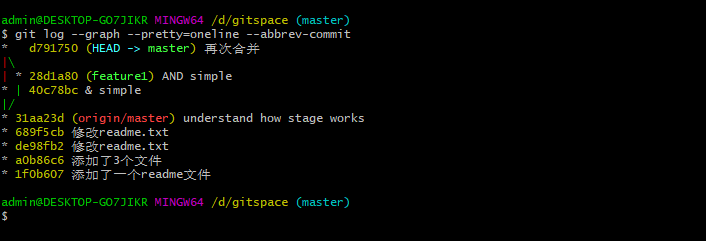 admin@DESKTOP-GO7JIKR MINGW64 /d/gitspace (master)
$ git log --graph --pretty=oneline --abbrev-commit
*   d791750 (HEAD -> master) 再次合并
|\
| * 28d1a80 (feature1) AND simple
* | 40c78bc & simple
|/
* 31aa23d (origin/master) understand how stage works
* 689f5cb 修改readme.txt
* de98fb2 修改readme.txt
* a0b86c6 添加了3个文件
* 1f0b607 添加了一个readme文件
admin@DESKTOP-GO7JIKR MINGW64 /d/gitspace (master)
$